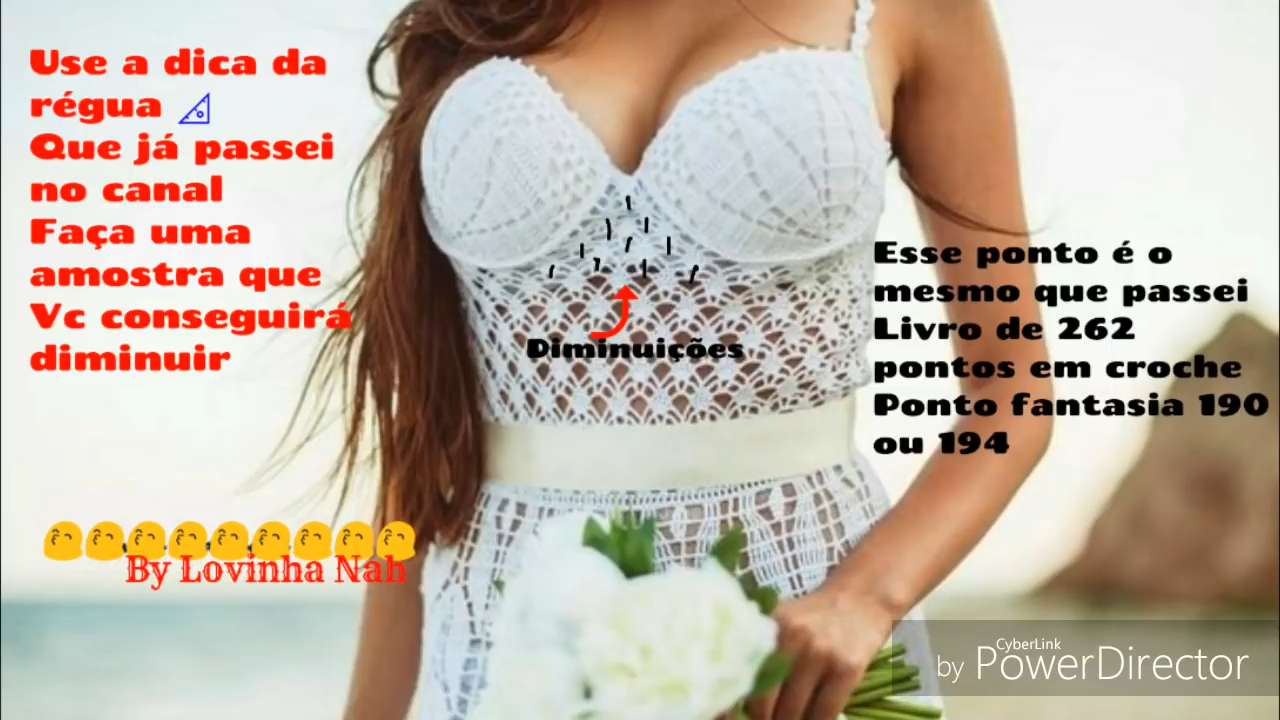 Use a dica da
régua
Que já passei
no canal
Faça uma
amostra que
Vc conseguirá
diminuir
Esse ponto é o
mesmo que passei
Livro de 262
pontos em croche
Ponto fantasia 190
ou 194
Diminuições
By Lovinha Nah
CyberLink
by PowerDirector